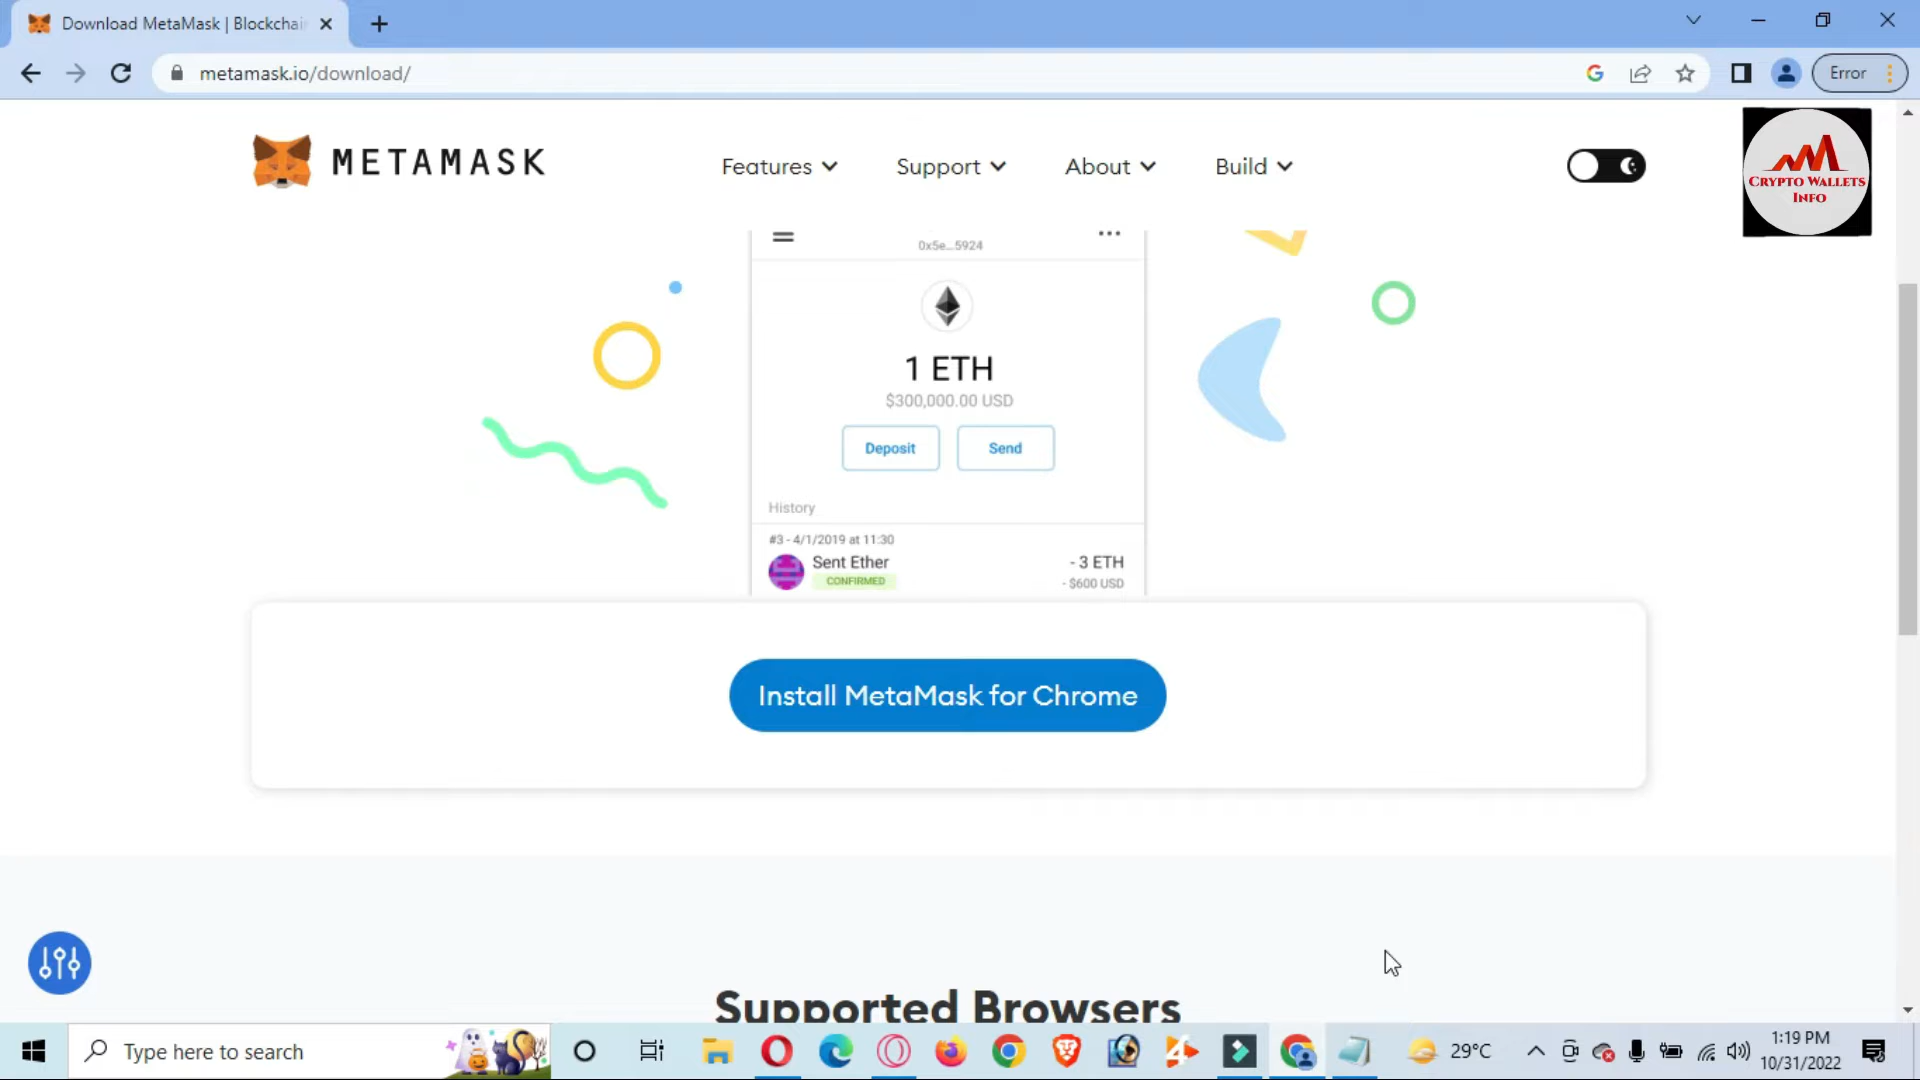 Download MetaMask | Blockchai
metamask.io/download/
Error
METAMASK
Features
Support
About
Build
CRYPTO WALLETS
INFO
0x5e...5924
1 ETH
$300,000.00 USD
Deposit
Send
History
#3 - 4/1/2019 at 11:30
Sent Ether
- 3 ETH
CONFIRMED
- $600 USD
Install MetaMask for Chrome
Supported Browsers
Type here to search
29°C
1:19 PM
10/31/2022